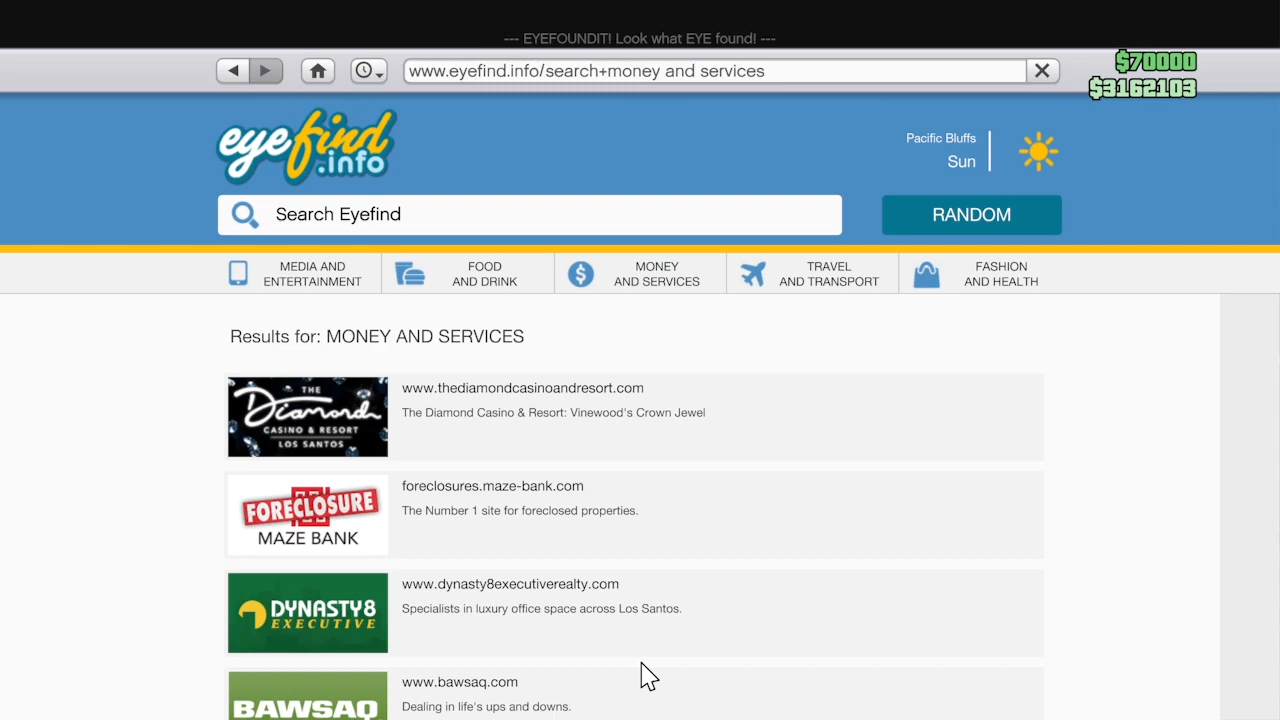 --- EYEFOUNDIT! Look what EYE found! ---
www.eyefind.info/search+money and services
$70000
$3162103
eyefind
.info
Pacific Bluffs
Sun
Search Eyefind
RANDOM
MEDIA AND
ENTERTAINMENT
FOOD
AND DRINK
MONEY
AND SERVICES
TRAVEL
AND TRANSPORT
FASHION
AND HEALTH
Results for: MONEY AND SERVICES
THE
Diamond
CASINO & RESORT
LOS SANTOS
www.thediamondcasinoandresort.com
The Diamond Casino & Resort: Vinewood's Crown Jewel
FORECLOSURE
MAZE BANK
foreclosures.maze-bank.com
The Number 1 site for foreclosed properties.
DYNASTY8
EXECUTIVE
www.dynasty8executiverealty.com
Specialists in luxury office space across Los Santos.
BAWSAQ
www.bawsaq.com
Dealing in life's ups and downs.